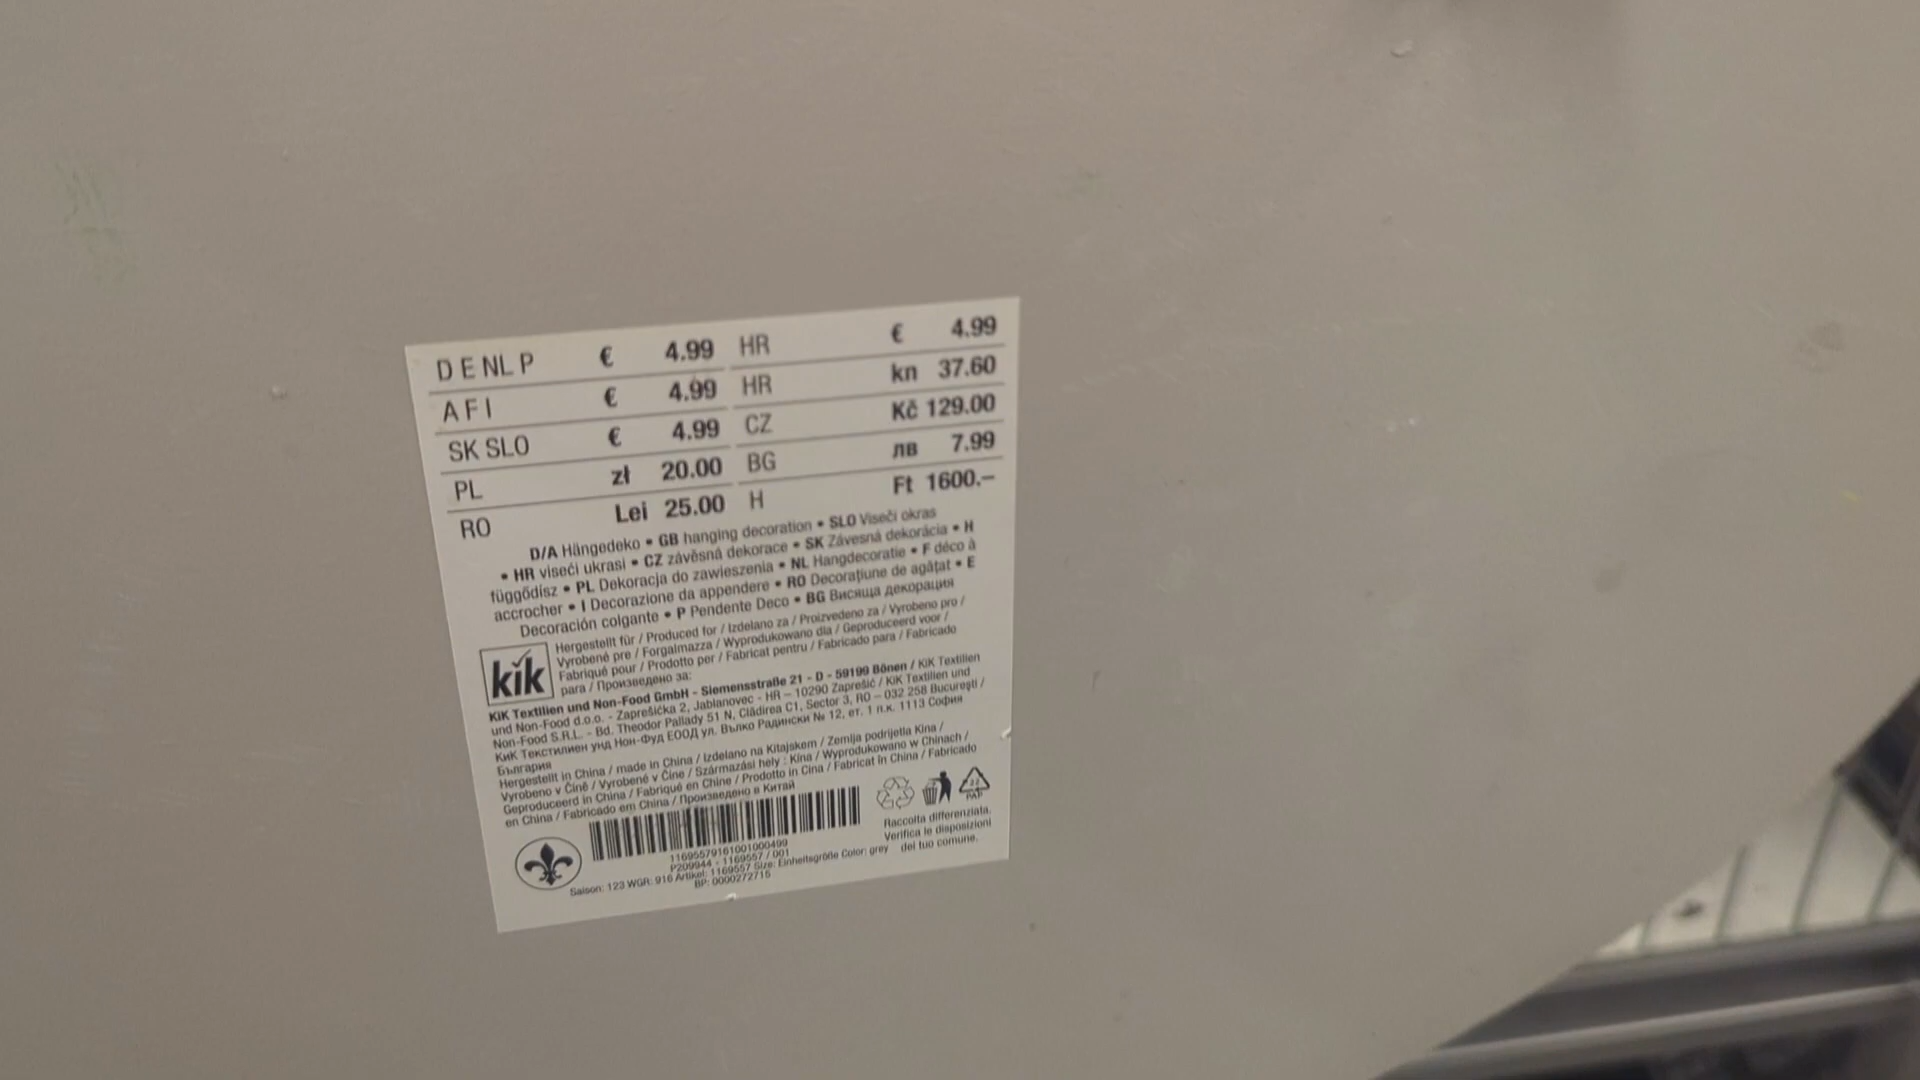 D E NL P € 4.99 HR € 4.99
A F I € 4.99 HR kn 37.60
SK SLO € 4.99 CZ Kč 129.00
PL zł 20.00 BG лв 7.99
RO Lei 25.00 H Ft 1600.–
D/A Hängedeko • GB hanging decoration • SLO Viseči okras
• HR viseći ukrasi • CZ závěsná dekorace • SK Závesná dekorácia • H
függődísz • PL Dekoracja do zawieszenia • NL Hangdecoratie • F déco à
accrocher • I Decorazione da appendere • RO Decorațiune de agățat • E
Decoración colgante • P Pendente Deco • BG Висяща декорация
kik
Hergestellt für / Produced for / Izdelano za / Proizvedeno za / Vyrobeno pro /
Vyrobené pre / Forgalmazza / Wyprodukowano dla / Geproduceerd voor /
Fabriqué pour / Prodotto per / Fabricat pentru / Fabricado para / Fabricado
para / Произведено за:
KiK Textilien und Non-Food GmbH - Siemensstraße 21 - D - 59199 Bönen / KiK Textilien
und Non-Food d.o.o. - Zaprešićka 2, Jablanovec - HR – 10290 Zaprešić / KiK Textilien und
Non-Food S.R.L. - Bd. Theodor Pallady 51 N, Clădirea C1, Sector 3, RO – 032 258 București /
КиК Текстилиен унд Нон-Фуд ЕООД ул. Вълко Радински № 12, ет. 1 п.к. 1113 София
България
Hergestellt in China / made in China / Izdelano na Kitajskem / Zemlja podrijetla Kina /
Vyrobeno v Číně / Vyrobené v Číne / Származási hely : Kína / Wyprodukowano w Chinach /
Geproduceerd in China / Fabriqué en Chine / Prodotto in Cina / Fabricat în China / Fabricado
en China / Fabricado em China / Произведено в Китай
22
PAP
Raccolta differenziata.
Verifica le disposizioni
del tuo comune.
11695579161001000499
P209944 - 1169557 / 001
Saison: 123 WGR: 916 Artikel: 1169557 Size: Einheitsgröße Color: grey
BP: 0000272715